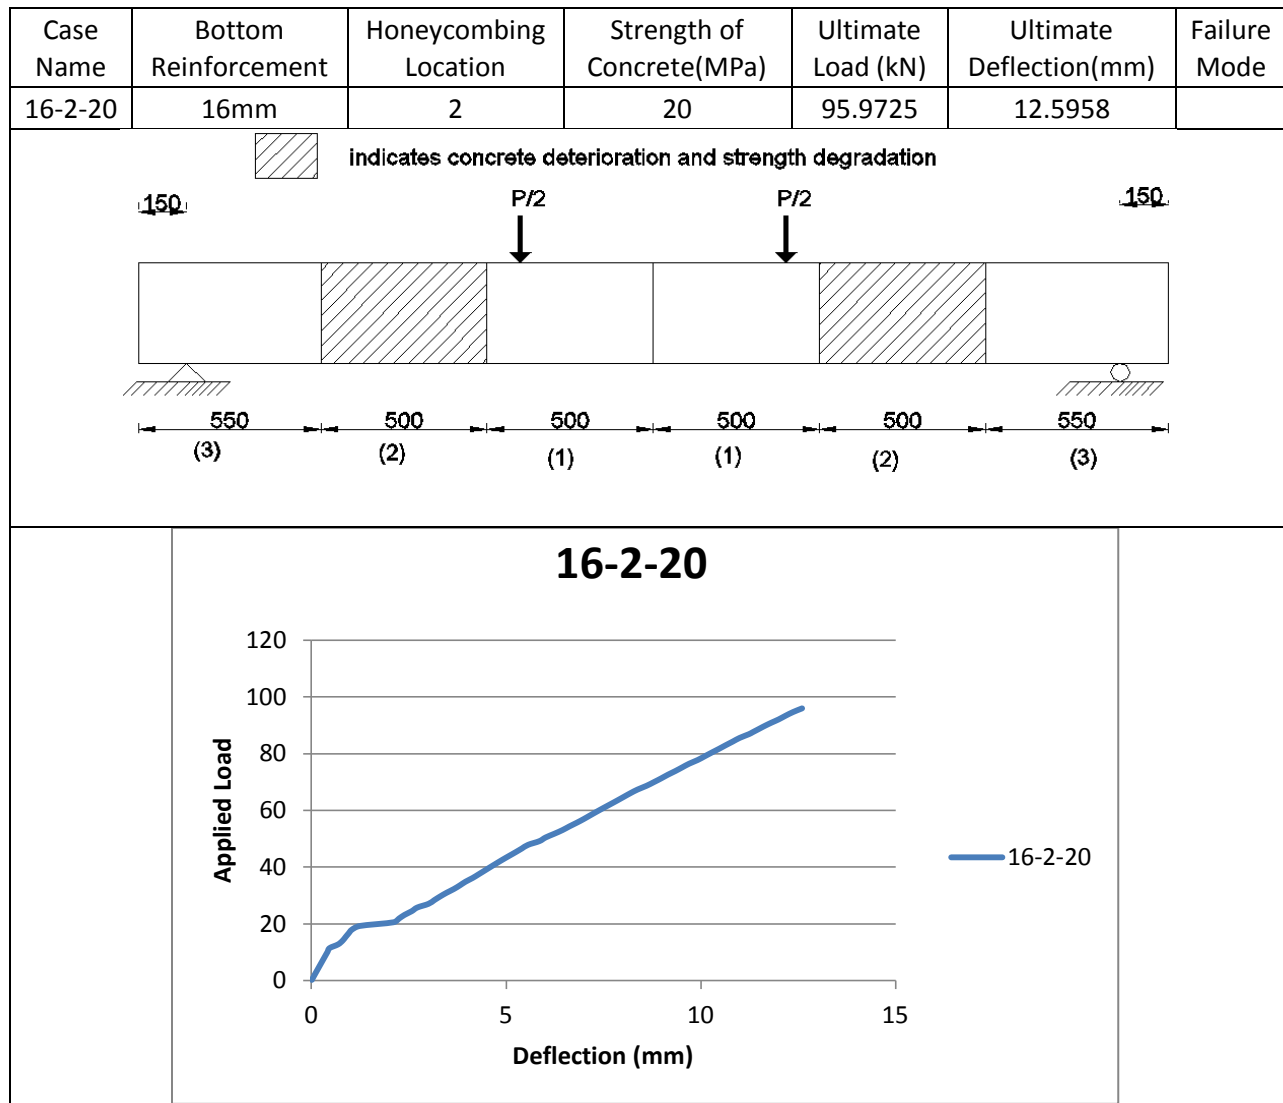 Case Name Bottom Reinforcement Honeycombing Location Strength of Concrete(MPa) Ultimate Load (kN) Ultimate Deflection(mm) Failure Mode
16-2-20 16mm 2 20 95.9725 12.5958
indicates concrete deterioration and strength degradation
150 P/2 P/2 150
550 500 500 500 500 550
(3) (2) (1) (1) (2) (3)
16-2-20
120
100
80
60
40
20
0
Applied Load
16-2-20
0 5 10 15
Deflection (mm)